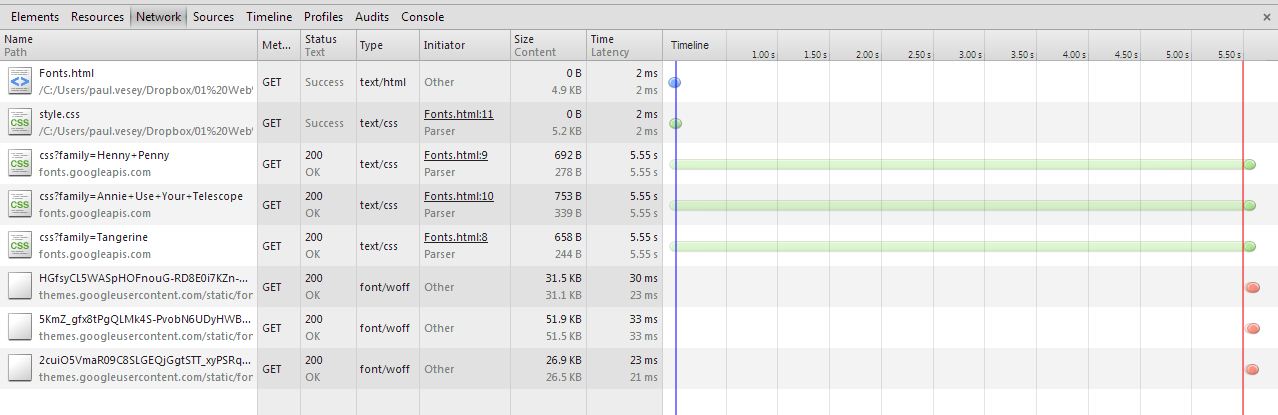 Elements Resources Network Sources Timeline Profiles Audits Console ×
Name Met... Status Type Initiator Size Time Timeline
Path Text Content Latency
1.00 s 1.50 s 2.00 s 2.50 s 3.00 s 3.50 s 4.00 s 4.50 s 5.00 s 5.50 s
Fonts.html GET Success text/html Other 0 B 2 ms
/C:/Users/paul.vesey/Dropbox/01%20Web\ 4.9 KB 2 ms
style.css GET Success text/css Fonts.html:11 0 B 2 ms
/C:/Users/paul.vesey/Dropbox/01%20Web\ Parser 5.2 KB 2 ms
css?family=Henny+Penny GET 200 text/css Fonts.html:9 692 B 5.55 s
fonts.googleapis.com OK Parser 278 B 5.55 s
css?family=Annie+Use+Your+Telescope GET 200 text/css Fonts.html:10 753 B 5.55 s
fonts.googleapis.com OK Parser 339 B 5.55 s
css?family=Tangerine GET 200 text/css Fonts.html:8 658 B 5.55 s
fonts.googleapis.com OK Parser 244 B 5.55 s
HGfsyCL5WASpHOFnouG-RD8E0i7KZn-... GET 200 font/woff Other 31.5 KB 30 ms
themes.googleusercontent.com/static/for OK 31.1 KB 23 ms
5KmZ_gfx8tPgQLMk4S-PvobN6UDyHWB... GET 200 font/woff Other 51.9 KB 33 ms
themes.googleusercontent.com/static/for OK 51.5 KB 33 ms
2cuiO5VmaR09C8SLGEQjGgtSTT_xyPSRq... GET 200 font/woff Other 26.9 KB 23 ms
themes.googleusercontent.com/static/for OK 26.5 KB 21 ms